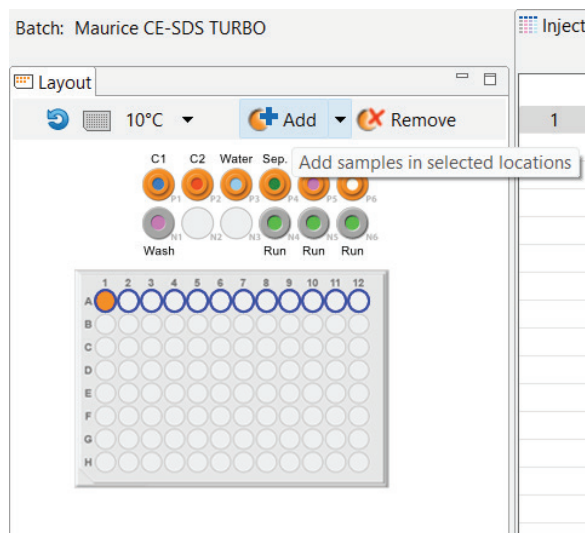 Batch: Maurice CE-SDS TURBO
Inject
Layout
10°C
Add
Remove
1
Add samples in selected locations
C1 C2 Water Sep.
P1 P2 P3 P4 P5 P6
N1 N2 N3 N4 N5 N6
Wash Run Run Run
1 2 3 4 5 6 7 8 9 10 11 12
A
B
C
D
E
F
G
H